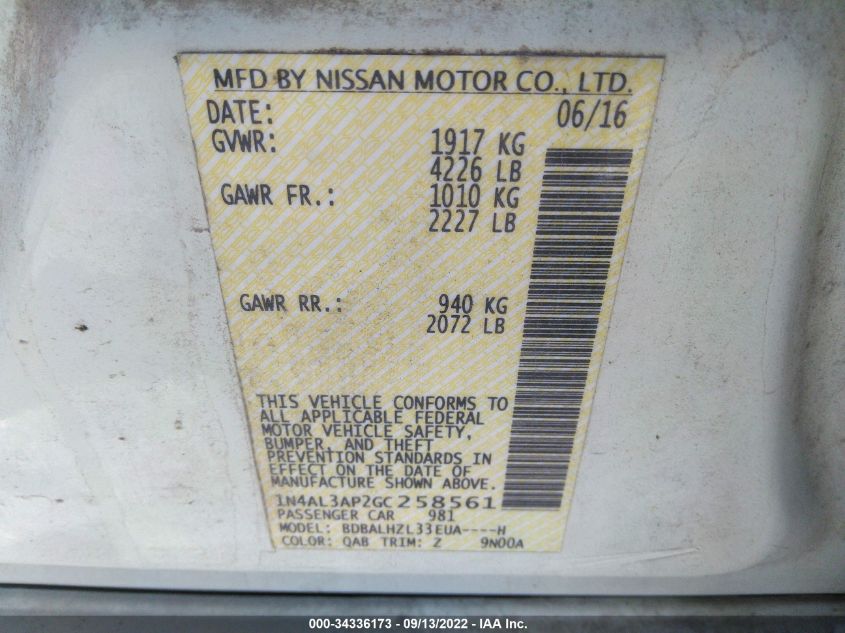 MFD BY NISSAN MOTOR CO., LTD.
DATE: 06/16
GVWR: 1917 KG
4226 LB
GAWR FR.: 1010 KG
2227 LB
GAWR RR.: 940 KG
2072 LB
THIS VEHICLE CONFORMS TO
ALL APPLICABLE FEDERAL
MOTOR VEHICLE SAFETY,
BUMPER, AND THEFT
PREVENTION STANDARDS IN
EFFECT ON THE DATE OF
MANUFACTURE SHOWN ABOVE.
1N4AL3AP2GC258561
PASSENGER CAR 981
MODEL: BDBALHZL33EUA----H
COLOR: QAB TRIM: Z 9N00A
000-34336173 - 09/13/2022 - IAA Inc.